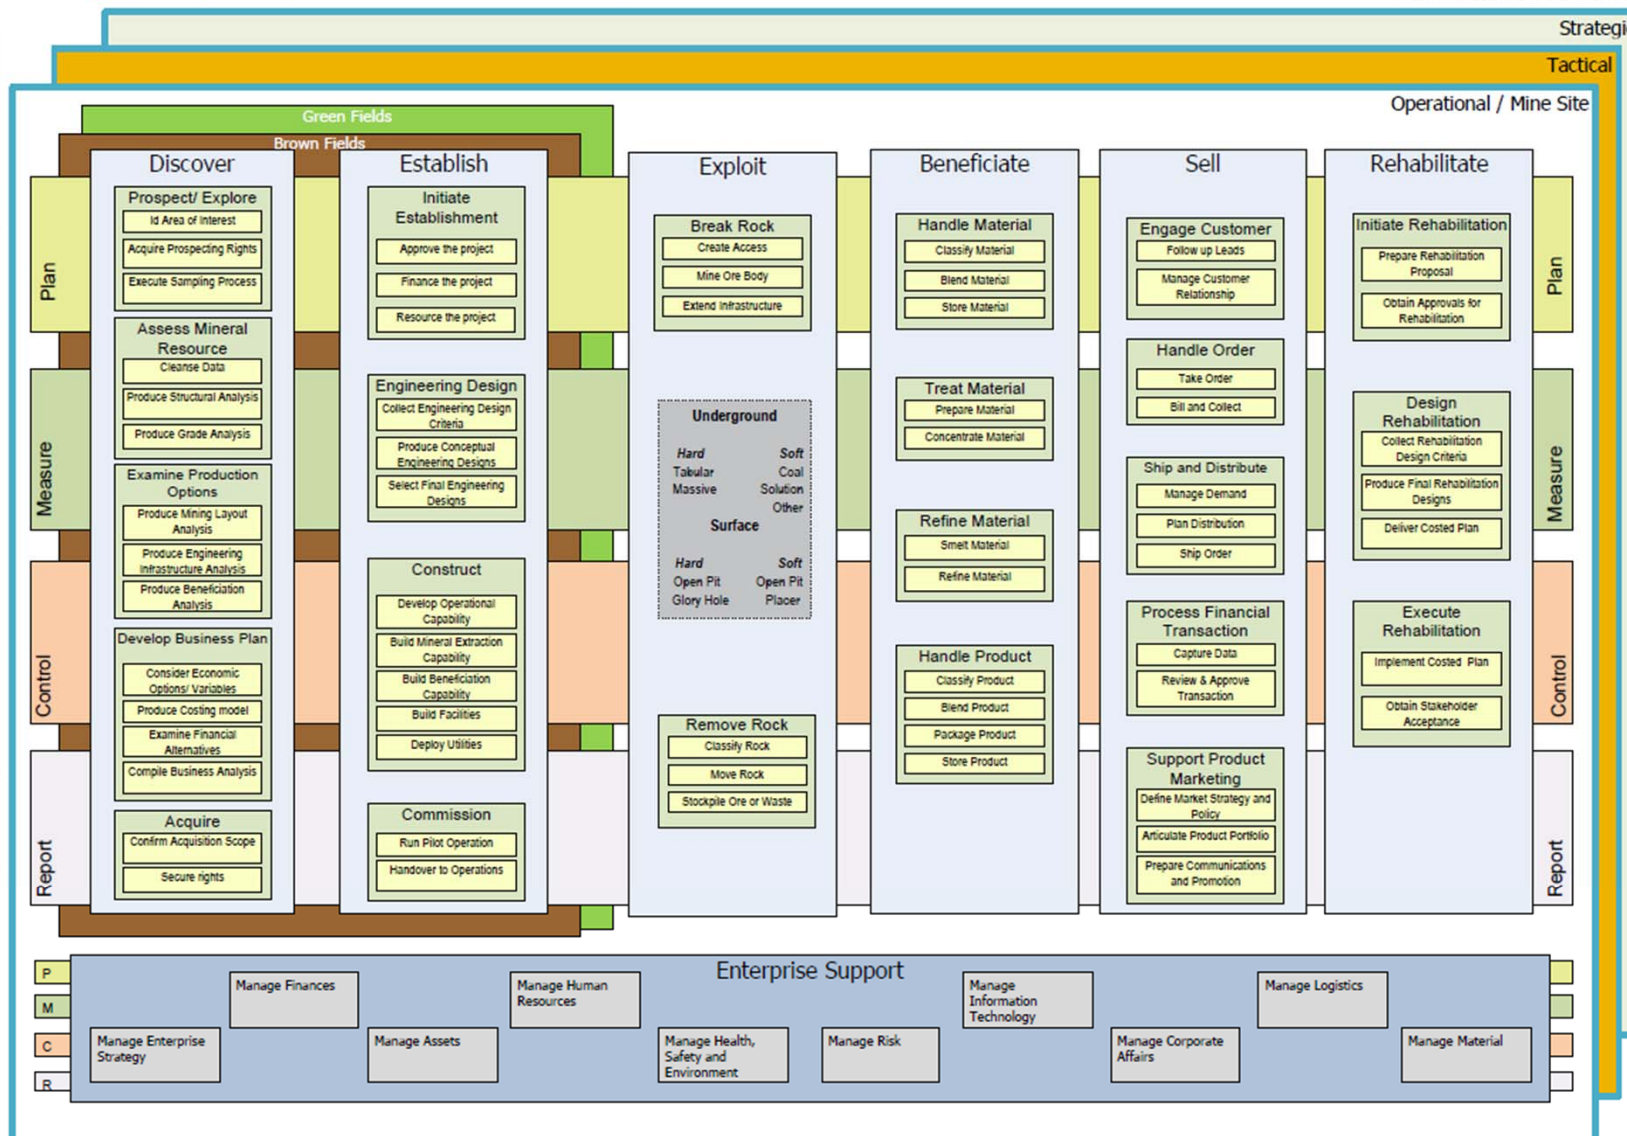 Strategi
Tactical
Operational / Mine Site
Green Fields
Brown Fields
Plan
Measure
Control
Report
Discover
Prospect/ Explore
Id Area of Interest
Acquire Prospecting Rights
Execute Sampling Process
Assess Mineral
Resource
Cleanse Data
Produce Structural Analysis
Produce Grade Analysis
Examine Production
Options
Produce Mining Layout
Analysis
Produce Engineering
Infrastructure Analysis
Produce Beneficiation
Analysis
Develop Business Plan
Consider Economic
Options/ Variables
Produce Costing model
Examine Financial
Alternatives
Compile Business Analysis
Acquire
Confirm Acquisition Scope
Secure rights
Establish
Initiate
Establishment
Approve the project
Finance the project
Resource the project
Engineering Design
Collect Engineering Design
Criteria
Produce Conceptual
Engineering Designs
Select Final Engineering
Designs
Construct
Develop Operational
Capability
Build Mineral Extraction
Capability
Build Beneficiation
Capability
Build Facilities
Deploy Utilities
Commission
Run Pilot Operation
Handover to Operations
Exploit
Break Rock
Create Access
Mine Ore Body
Extend Infrastructure
Underground
Hard Soft
Tabular Coal
Massive Solution
Other
Surface
Hard Soft
Open Pit Open Pit
Glory Hole Placer
Remove Rock
Classify Rock
Move Rock
Stockpile Ore or Waste
Beneficiate
Handle Material
Classify Material
Blend Material
Store Material
Treat Material
Prepare Material
Concentrate Material
Refine Material
Smelt Material
Refine Material
Handle Product
Classify Product
Blend Product
Package Product
Store Product
Sell
Engage Customer
Follow up Leads
Manage Customer
Relationship
Handle Order
Take Order
Bill and Collect
Ship and Distribute
Manage Demand
Plan Distribution
Ship Order
Process Financial
Transaction
Capture Data
Review & Approve
Transaction
Support Product
Marketing
Define Market Strategy and
Policy
Articulate Product Portfolio
Prepare Communications
and Promotion
Rehabilitate
Initiate Rehabilitation
Prepare Rehabilitation
Proposal
Obtain Approvals for
Rehabilitation
Design
Rehabilitation
Collect Rehabilitation
Design Criteria
Produce Final Rehabilitation
Designs
Deliver Costed Plan
Execute
Rehabilitation
Implement Costed Plan
Obtain Stakeholder
Acceptance
Plan
Measure
Control
Report
P
M
C
R
Enterprise Support
Manage Enterprise
Strategy
Manage Finances
Manage Assets
Manage Human
Resources
Manage Health,
Safety and
Environment
Manage Risk
Manage
Information
Technology
Manage Corporate
Affairs
Manage Logistics
Manage Material